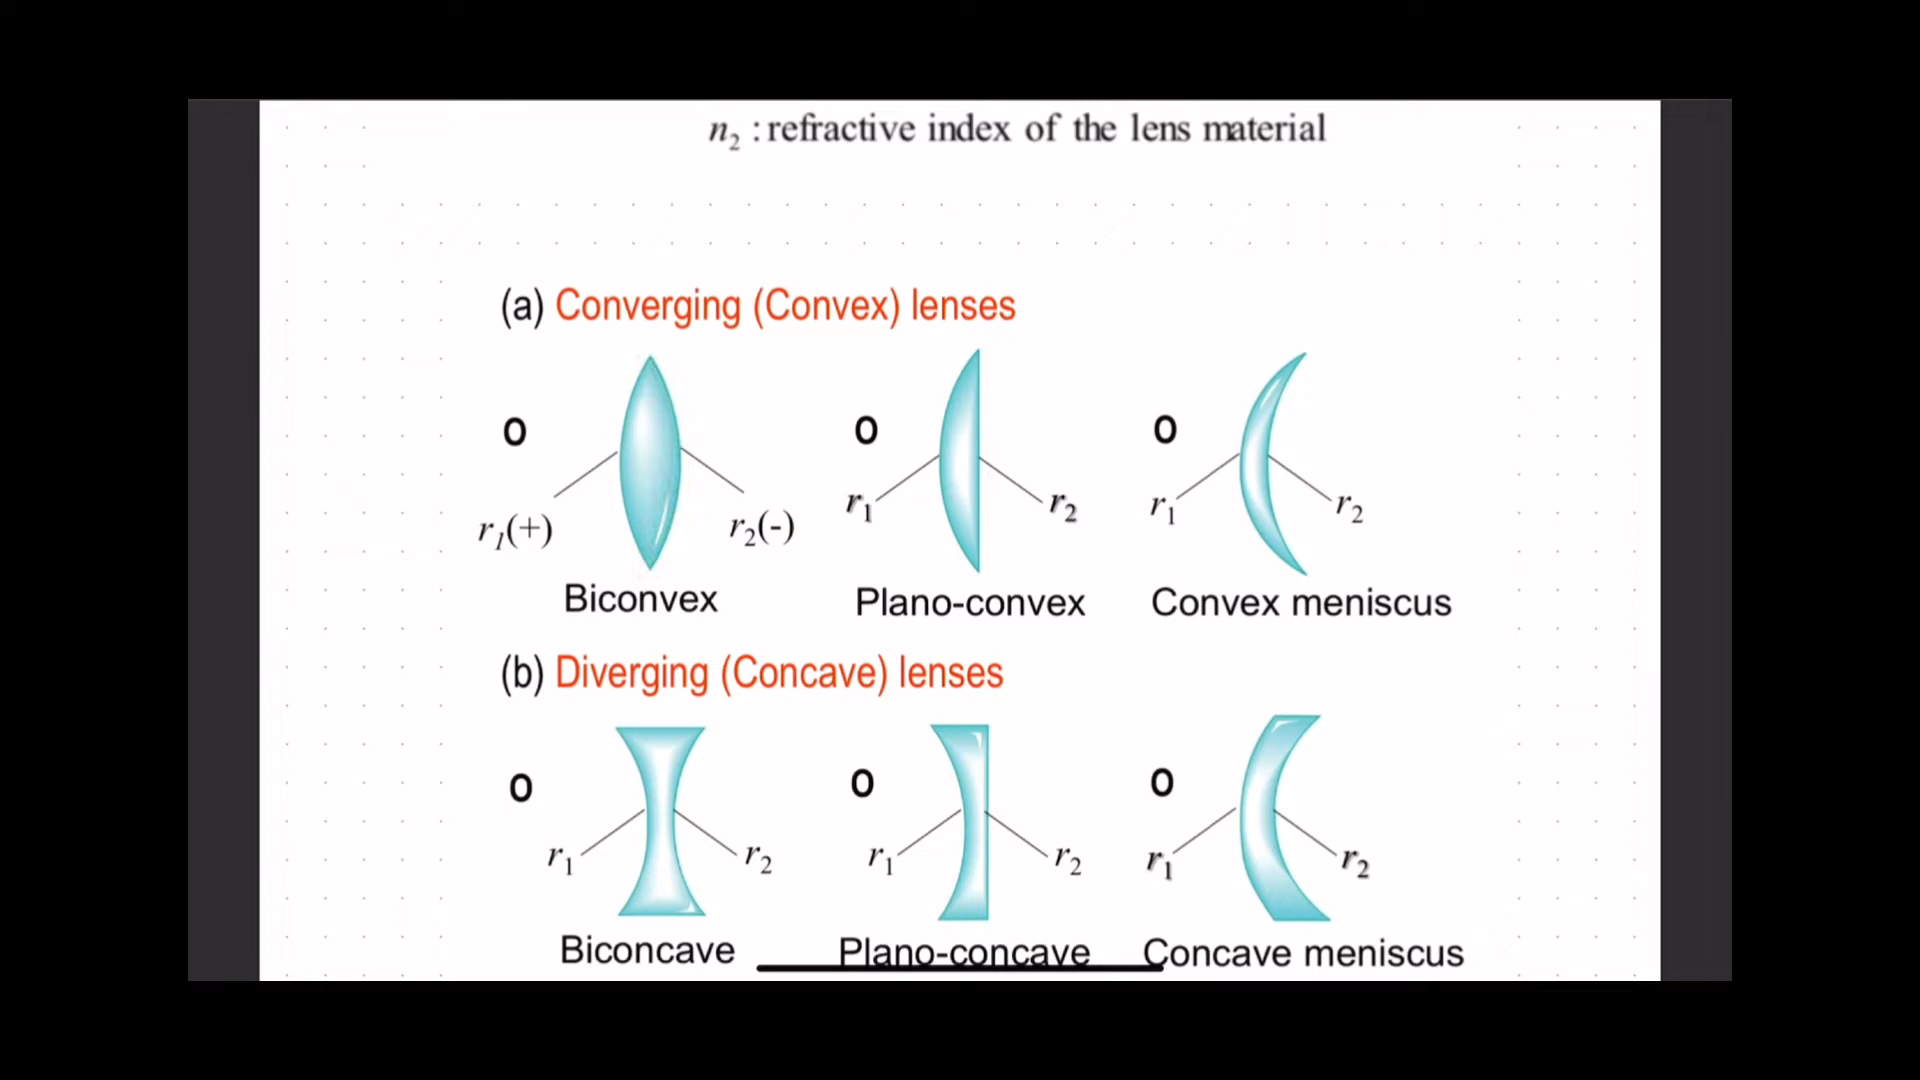 n₂ : refractive index of the lens material
(a) Converging (Convex) lenses
O O O
r₁(+) r₂(-) r₁ r₂ r₁ r₂
Biconvex Plano-convex Convex meniscus
(b) Diverging (Concave) lenses
O O O
r₁ r₂ r₁ r₂ r₁ r₂
Biconcave Plano-concave Concave meniscus